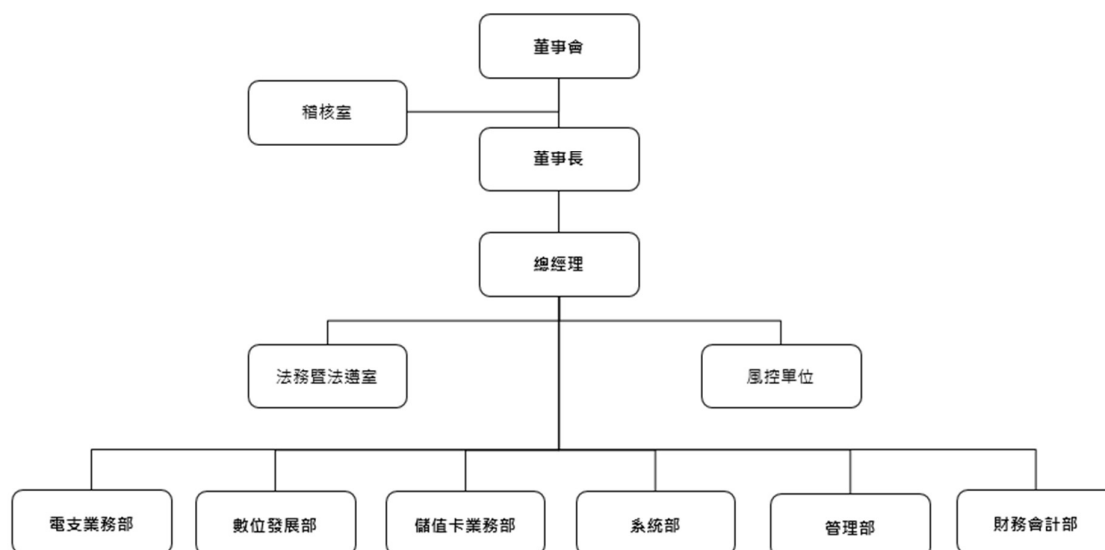 董事會
稽核室
董事長
總經理
法務暨法遵室
風控單位
電支業務部
數位發展部
儲值卡業務部
系統部
管理部
財務會計部